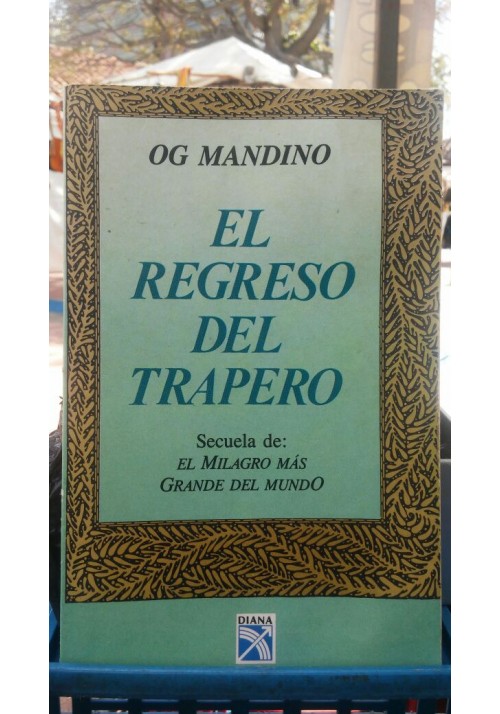 OG MANDINO
EL
REGRESO
DEL
TRAPERO
Secuela de:
EL MILAGRO MÁS
GRANDE DEL MUNDO
DIANA